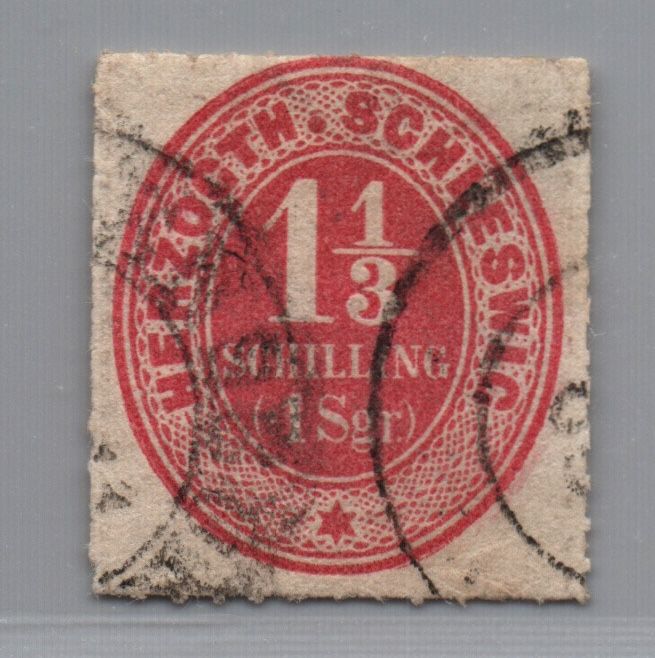 HERZOGTH. SCHLESWIG
1 1/3
SCHILLING
(1 Sgr.)